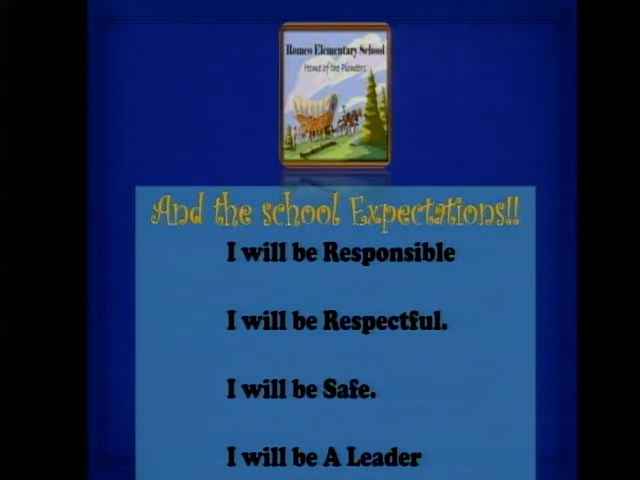 Romeo Elementary School
Home of the Pioneers
And the school Expectations!!
I will be Responsible
I will be Respectful.
I will be Safe.
I will be A Leader